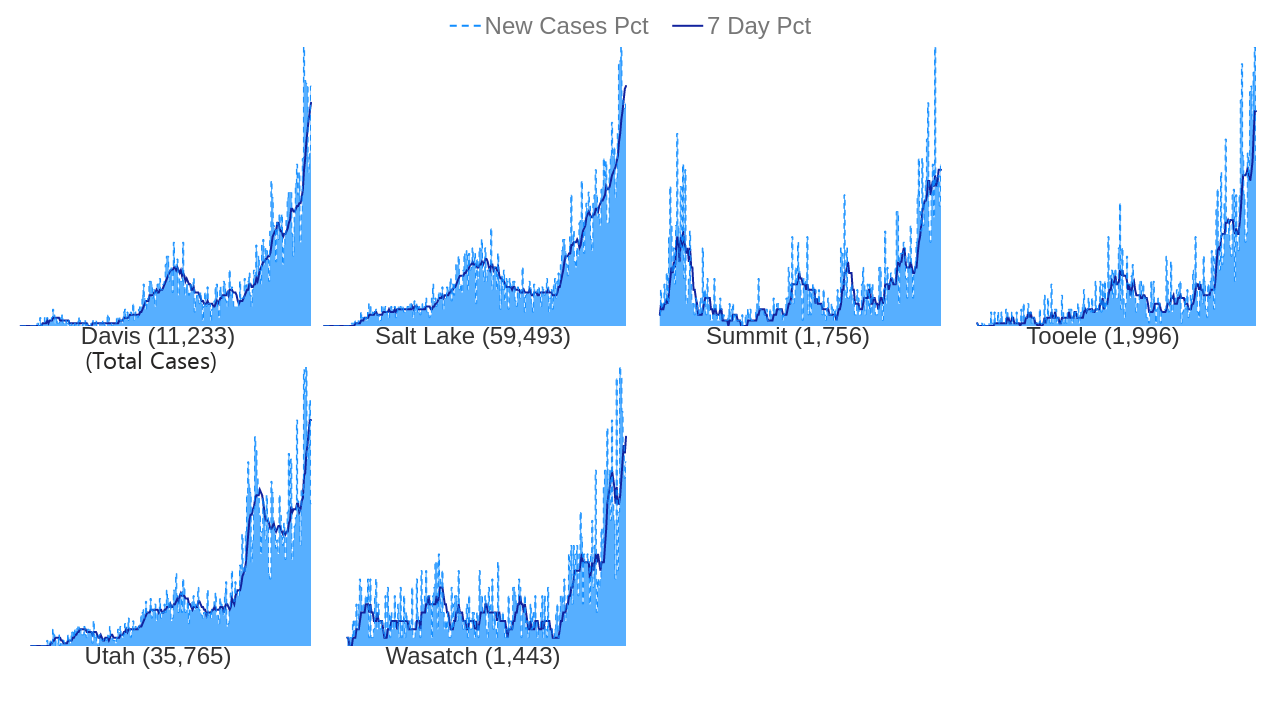 New Cases Pct 7 Day Pct
Davis (11,233)
(Total Cases)
Salt Lake (59,493)
Summit (1,756)
Tooele (1,996)
Utah (35,765)
Wasatch (1,443)